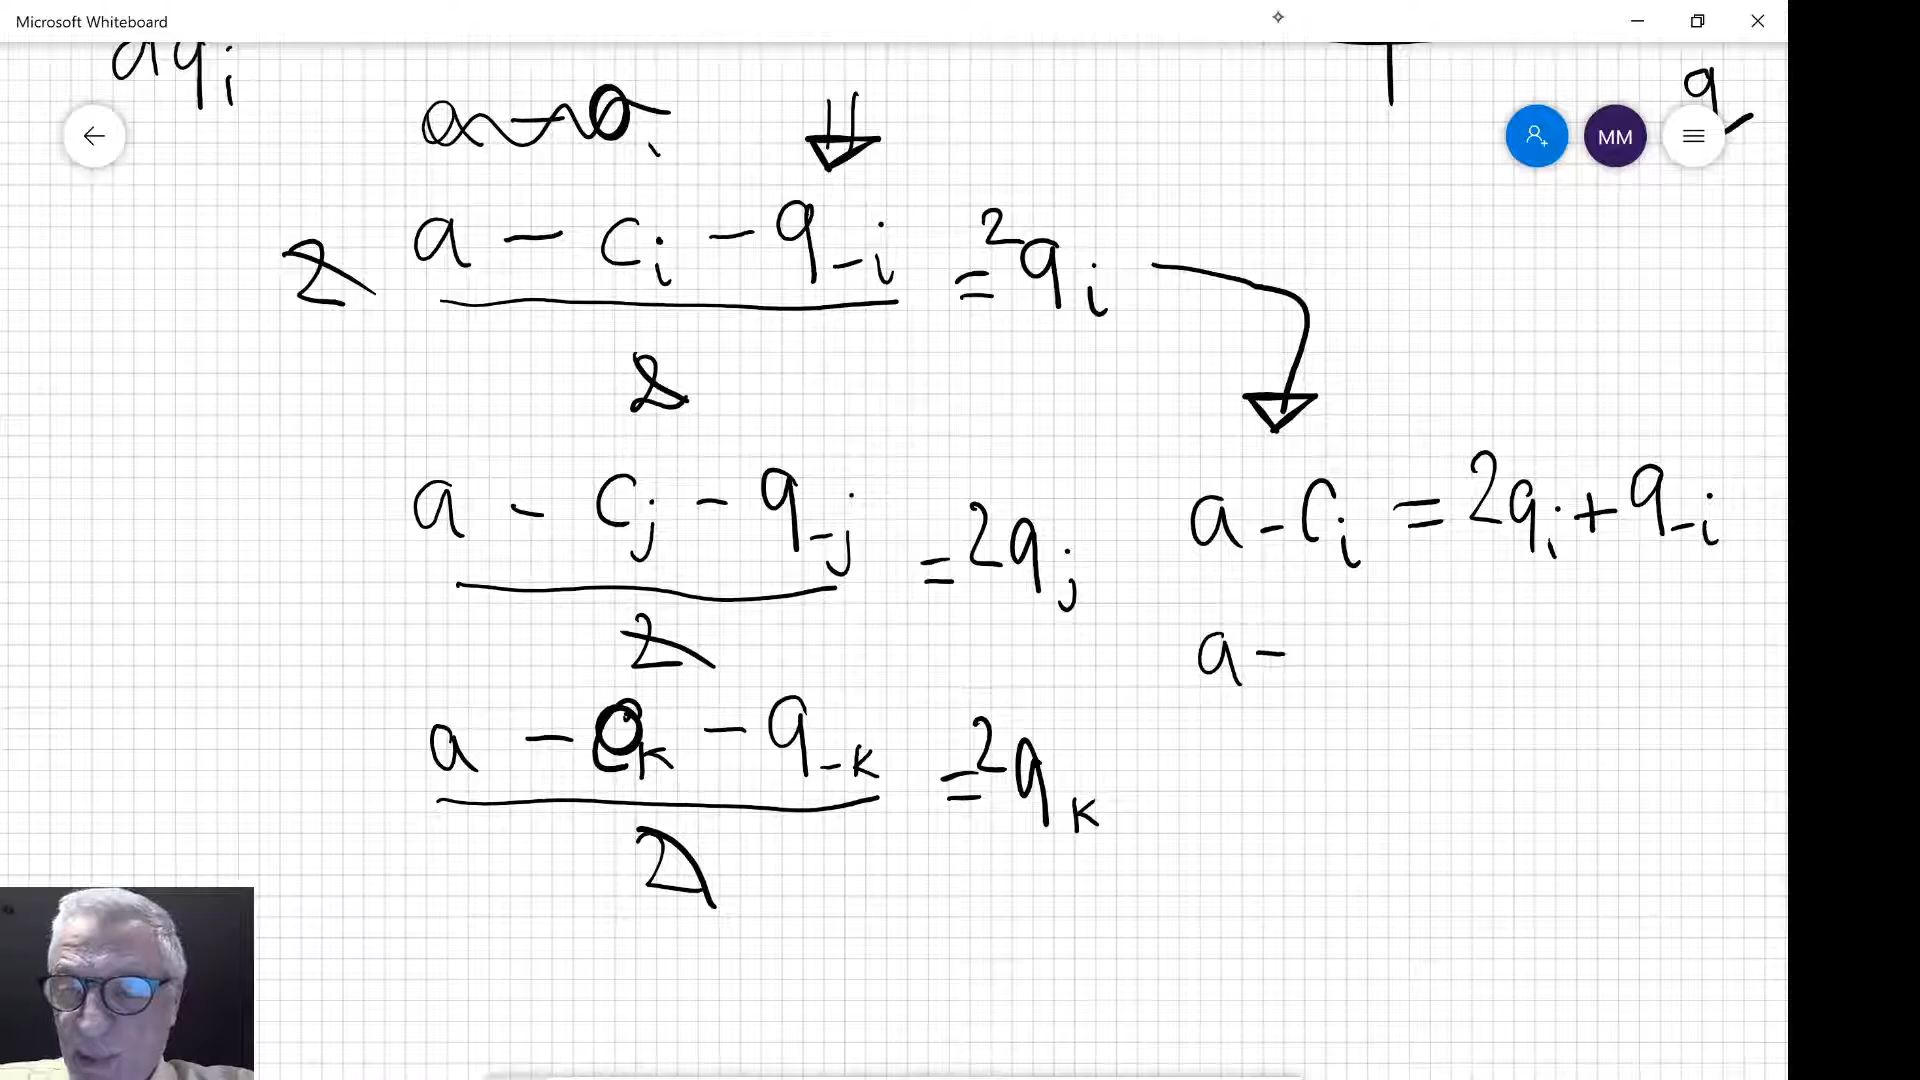 Microsoft Whiteboard
dq_i
q
MM
a - c_i - q_{-i} = 2q_i
2
2
a - c_j - q_{-j} = 2q_j
2
a - c_i = 2q_i + q_{-i}
a -
a - c_k - q_{-k} = 2q_k
2